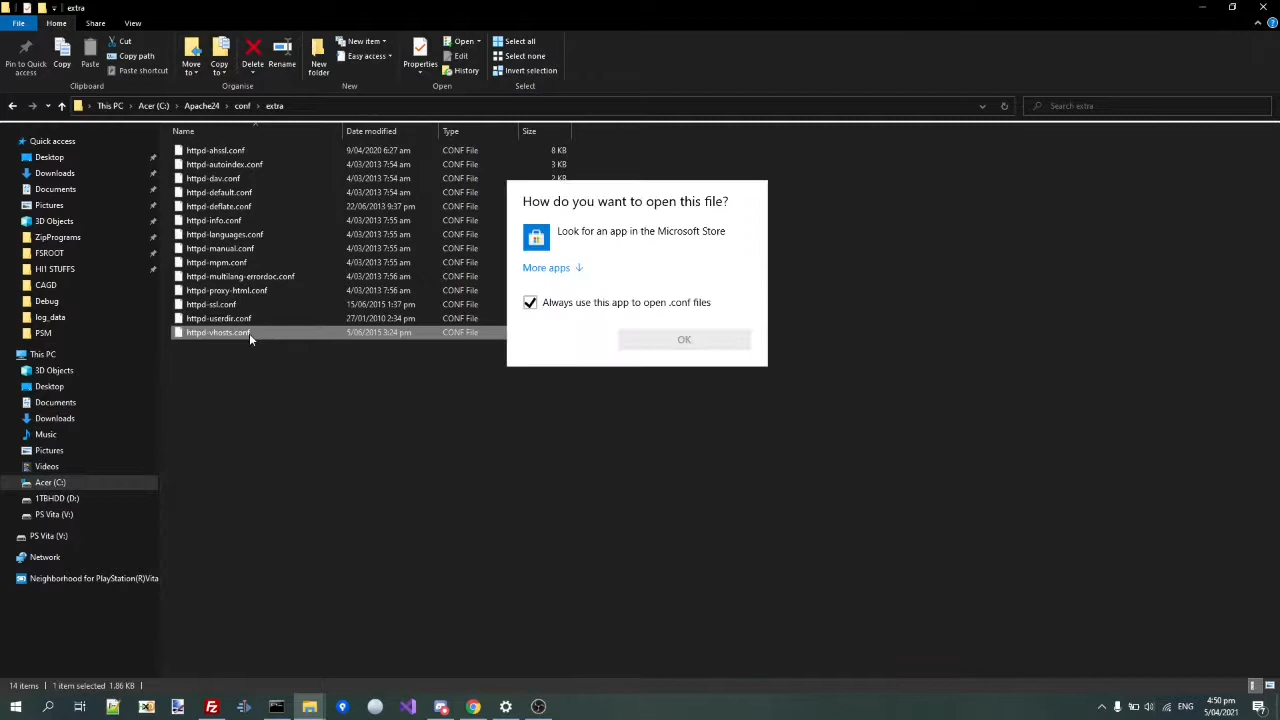 extra
File Home Share View
Pin to Quick access
Copy
Paste
Cut
Copy path
Paste shortcut
Clipboard
Move to
Copy to
Delete
Rename
Organise
New folder
New item
Easy access
New
Properties
Open
Edit
History
Open
Select all
Select none
Invert selection
Select
This PC > Acer (C:) > Apache24 > conf > extra
Search extra
Name Date modified Type Size
httpd-ahssl.conf 9/04/2020 6:27 am CONF File 8 KB
httpd-autoindex.conf 4/03/2013 7:54 am CONF File 3 KB
httpd-dav.conf 4/03/2013 7:54 am CONF File 2 KB
httpd-default.conf 4/03/2013 7:54 am CONF File
httpd-deflate.conf 22/06/2013 9:37 pm CONF File
httpd-info.conf 4/03/2013 7:55 am CONF File
httpd-languages.conf 4/03/2013 7:55 am CONF File
httpd-manual.conf 4/03/2013 7:55 am CONF File
httpd-mpm.conf 4/03/2013 7:55 am CONF File
httpd-multilang-errordoc.conf 4/03/2013 7:56 am CONF File
httpd-proxy-html.conf 4/03/2013 7:56 am CONF File
httpd-ssl.conf 15/06/2015 1:37 pm CONF File
httpd-userdir.conf 27/01/2010 2:34 pm CONF File
httpd-vhosts.conf 5/06/2015 3:24 pm CONF File
Quick access
Desktop
Downloads
Documents
Pictures
3D Objects
ZipPrograms
FSROOT
HI1 STUFFS
CAGD
Debug
log_data
PSM
This PC
3D Objects
Desktop
Documents
Downloads
Music
Pictures
Videos
Acer (C:)
1TBHDD (D:)
PS Vita (V:)
PS Vita (V:)
Network
Neighborhood for PlayStation(R)Vita
How do you want to open this file?
Look for an app in the Microsoft Store
More apps ↓
Always use this app to open .conf files
OK
14 items 1 item selected 1.86 KB
ENG
4:50 pm
5/04/2021